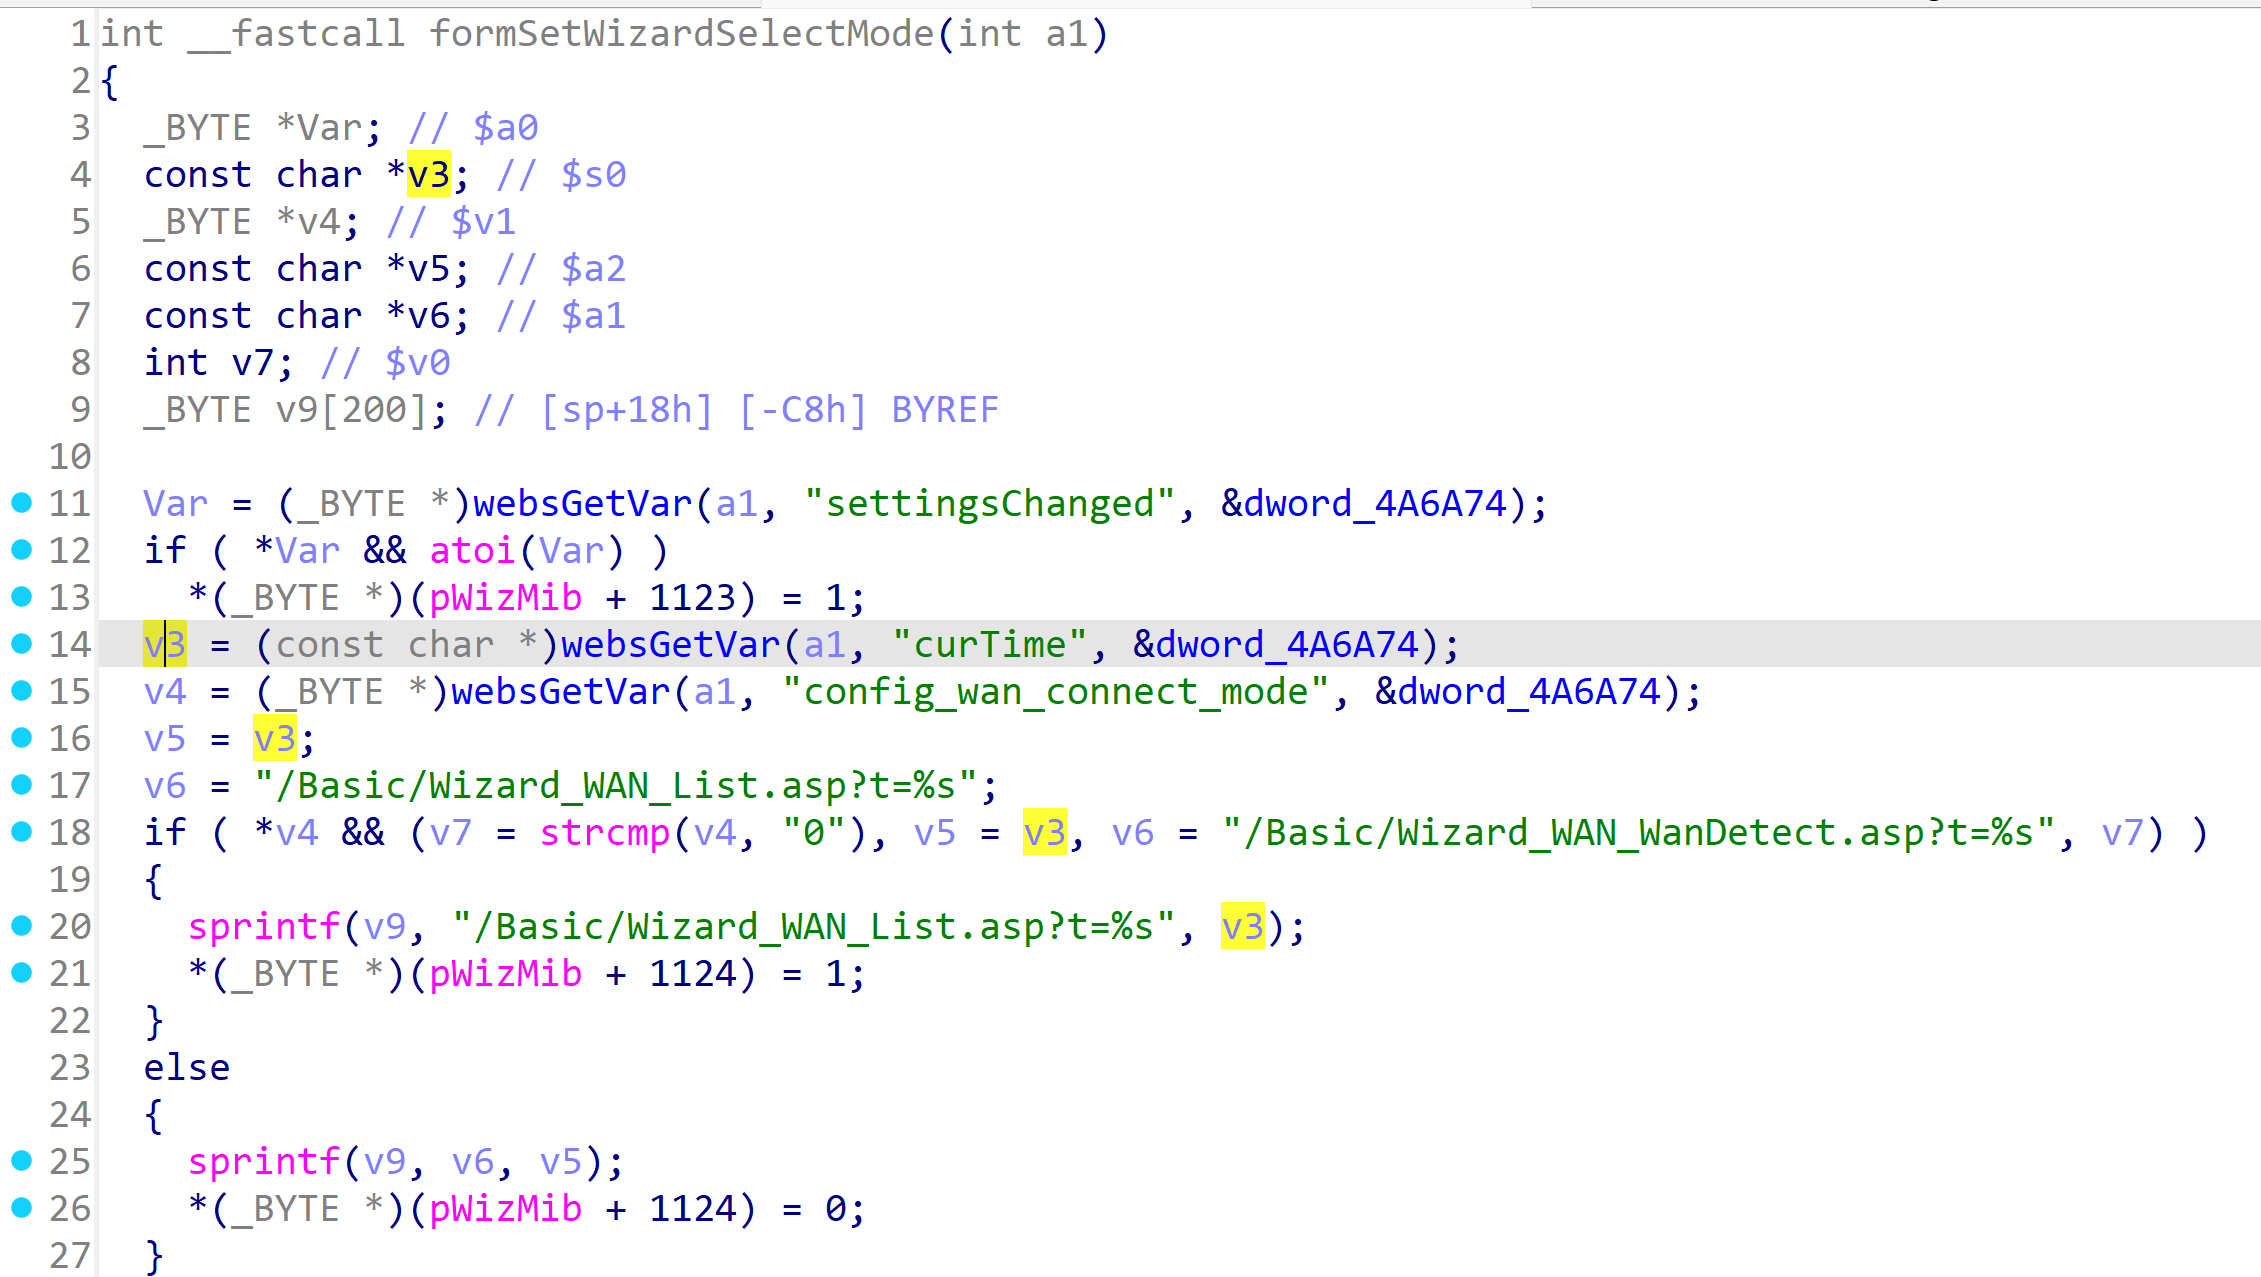 1 int __fastcall formSetWizardSelectMode(int a1)
2 {
3   _BYTE *Var; // $a0
4   const char *v3; // $s0
5   _BYTE *v4; // $v1
6   const char *v5; // $a2
7   const char *v6; // $a1
8   int v7; // $v0
9   _BYTE v9[200]; // [sp+18h] [-C8h] BYREF
10
11   Var = (_BYTE *)websGetVar(a1, "settingsChanged", &dword_4A6A74);
12   if ( *Var && atoi(Var) )
13     *(_BYTE *)(pWizMib + 1123) = 1;
14   v3 = (const char *)websGetVar(a1, "curTime", &dword_4A6A74);
15   v4 = (_BYTE *)websGetVar(a1, "config_wan_connect_mode", &dword_4A6A74);
16   v5 = v3;
17   v6 = "/Basic/Wizard_WAN_List.asp?t=%s";
18   if ( *v4 && (v7 = strcmp(v4, "0"), v5 = v3, v6 = "/Basic/Wizard_WAN_WanDetect.asp?t=%s", v7) )
19   {
20     sprintf(v9, "/Basic/Wizard_WAN_List.asp?t=%s", v3);
21     *(_BYTE *)(pWizMib + 1124) = 1;
22   }
23   else
24   {
25     sprintf(v9, v6, v5);
26     *(_BYTE *)(pWizMib + 1124) = 0;
27   }